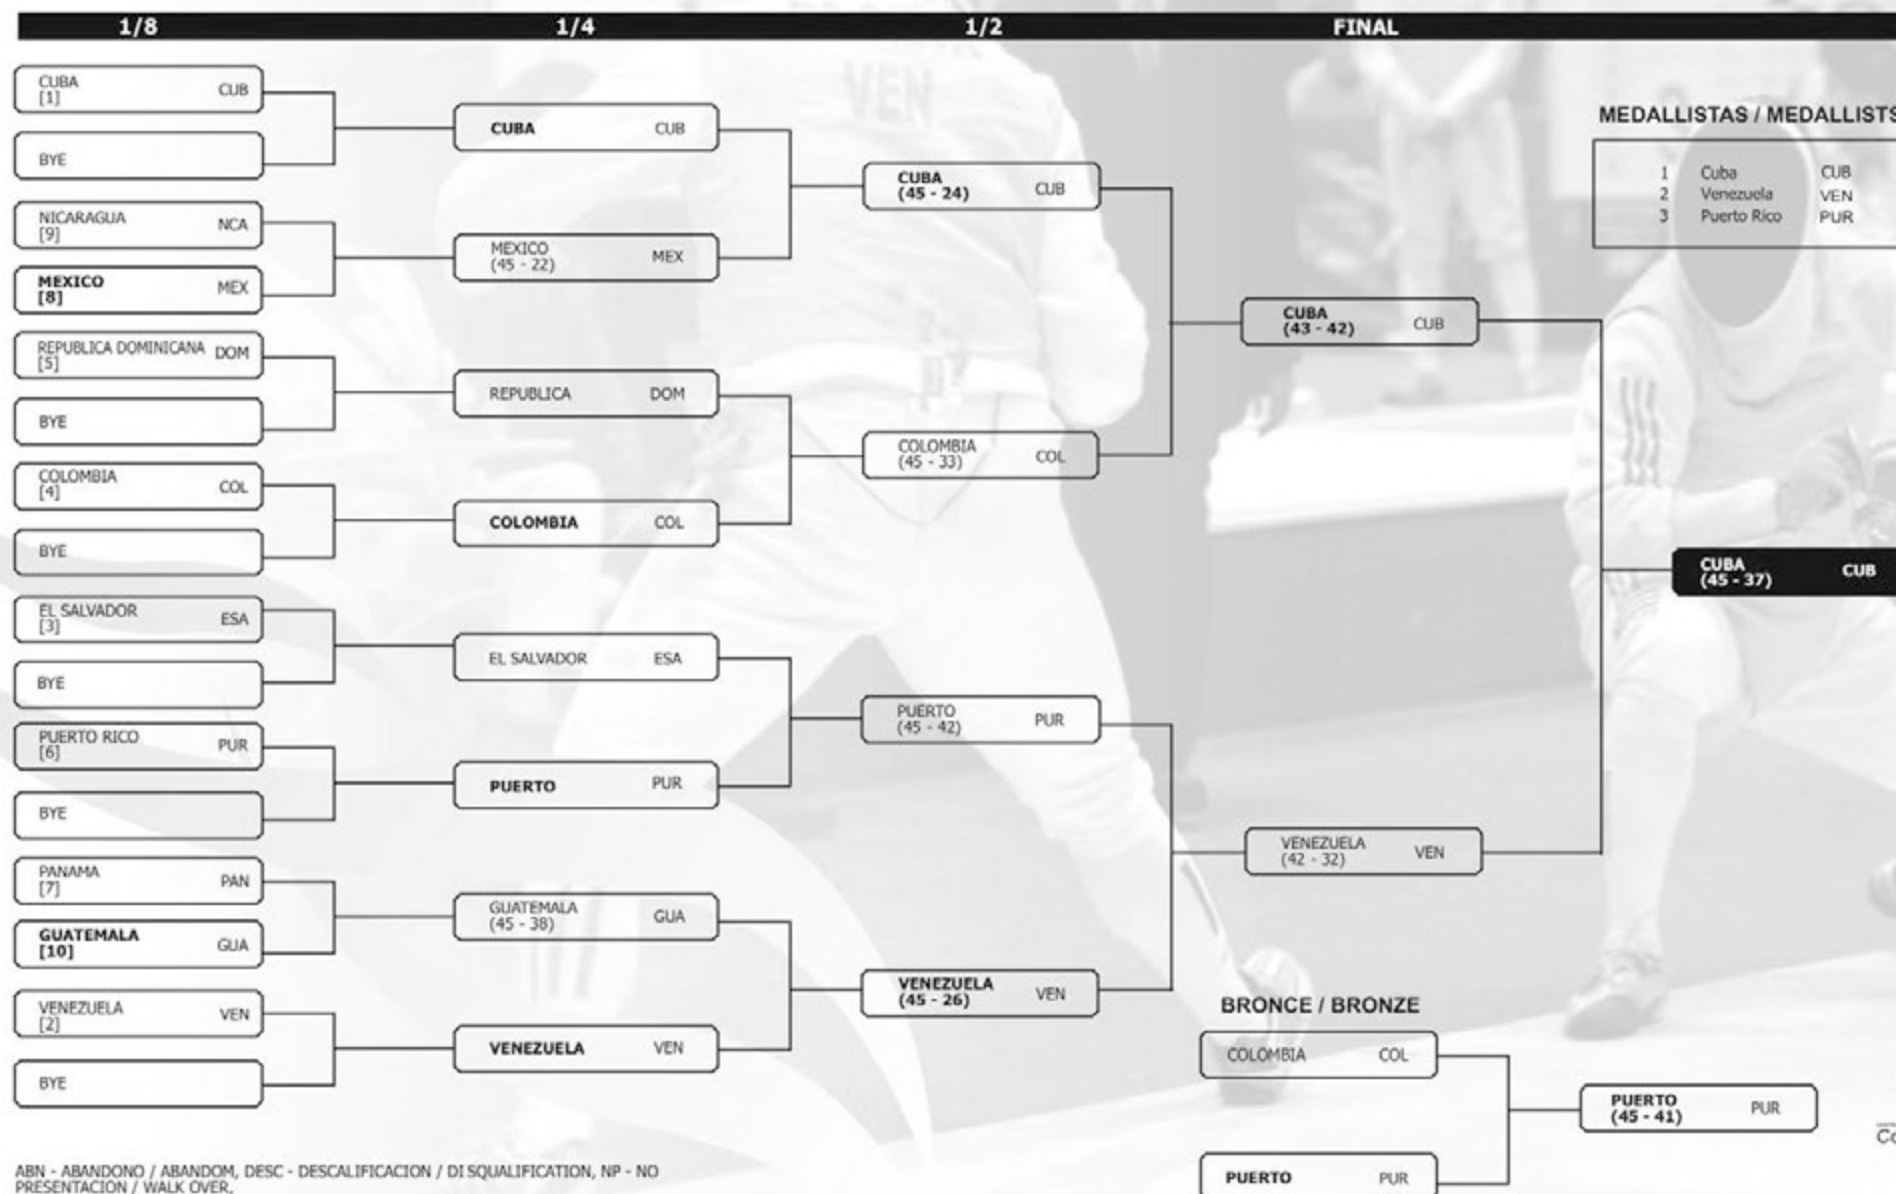 1/8 1/4 1/2 FINAL
CUBA CUB
[1]
BYE
NICARAGUA NCA
[9]
MEXICO MEX
[8]
REPUBLICA DOMINICANA DOM
[5]
BYE
COLOMBIA COL
[4]
BYE
EL SALVADOR ESA
[3]
BYE
PUERTO RICO PUR
[6]
BYE
PANAMA PAN
[7]
GUATEMALA GUA
[10]
VENEZUELA VEN
[2]
BYE
CUBA CUB
MEXICO MEX
(45 - 22)
REPUBLICA DOM
COLOMBIA COL
EL SALVADOR ESA
PUERTO PUR
GUATEMALA GUA
(45 - 38)
VENEZUELA VEN
VEN
CUBA CUB
(45 - 24)
COLOMBIA COL
(45 - 33)
PUERTO PUR
(45 - 42)
VENEZUELA VEN
(45 - 26)
CUBA CUB
(43 - 42)
VENEZUELA VEN
(42 - 32)
MEDALLISTAS / MEDALLISTS
1 Cuba CUB
2 Venezuela VEN
3 Puerto Rico PUR
CUBA CUB
(45 - 37)
BRONCE / BRONZE
COLOMBIA COL
PUERTO PUR
PUERTO PUR
(45 - 41)
ABN - ABANDONO / ABANDOM, DESC - DESCALIFICACION / DI SQUALIFICATION, NP - NO
PRESENTACION / WALK OVER,